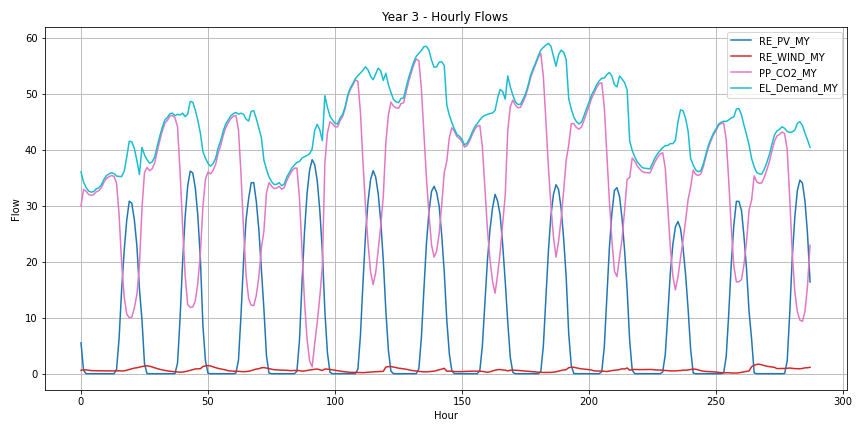 Year 3 - Hourly Flows
RE_PV_MY
RE_WIND_MY
PP_CO2_MY
EL_Demand_MY
60
50
40
30
20
10
0
Flow
0 50 100 150 200 250 300
Hour